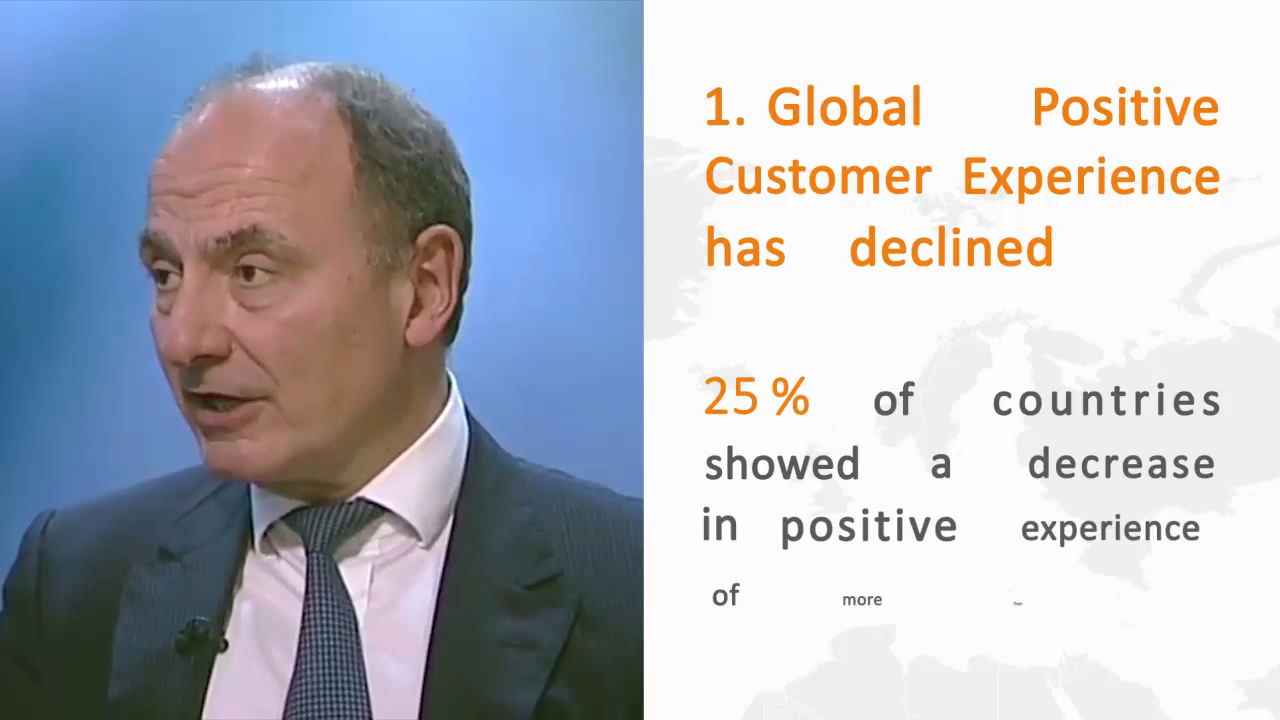 1. Global Positive
Customer Experience
has declined
25 % of countries
showed a decrease
in positive experience
of more